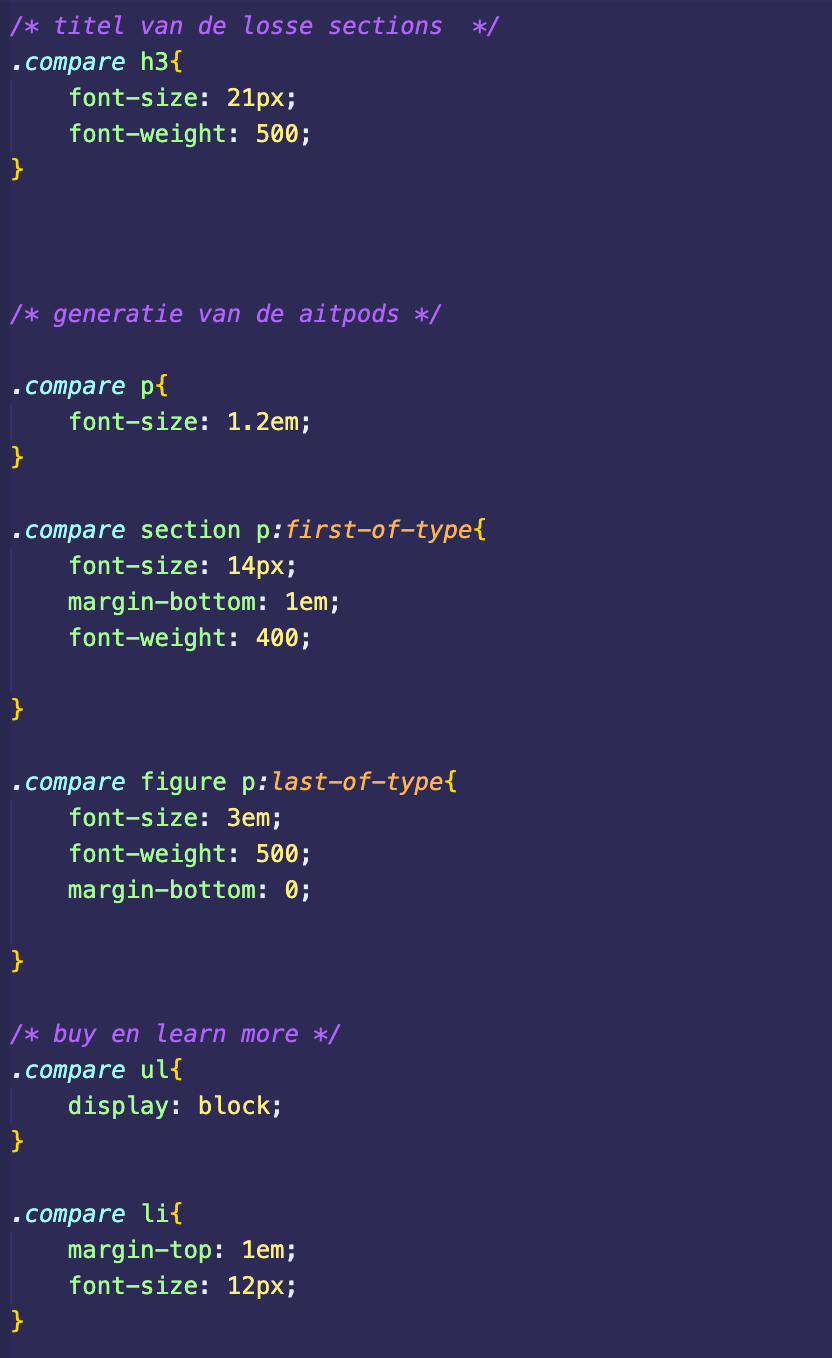 /* titel van de losse sections  */
.compare h3{
    font-size: 21px;
    font-weight: 500;
}
/* generatie van de aitpods */
.compare p{
    font-size: 1.2em;
}
.compare section p:first-of-type{
    font-size: 14px;
    margin-bottom: 1em;
    font-weight: 400;
}
.compare figure p:last-of-type{
    font-size: 3em;
    font-weight: 500;
    margin-bottom: 0;
}
/* buy en learn more */
.compare ul{
    display: block;
}
.compare li{
    margin-top: 1em;
    font-size: 12px;
}